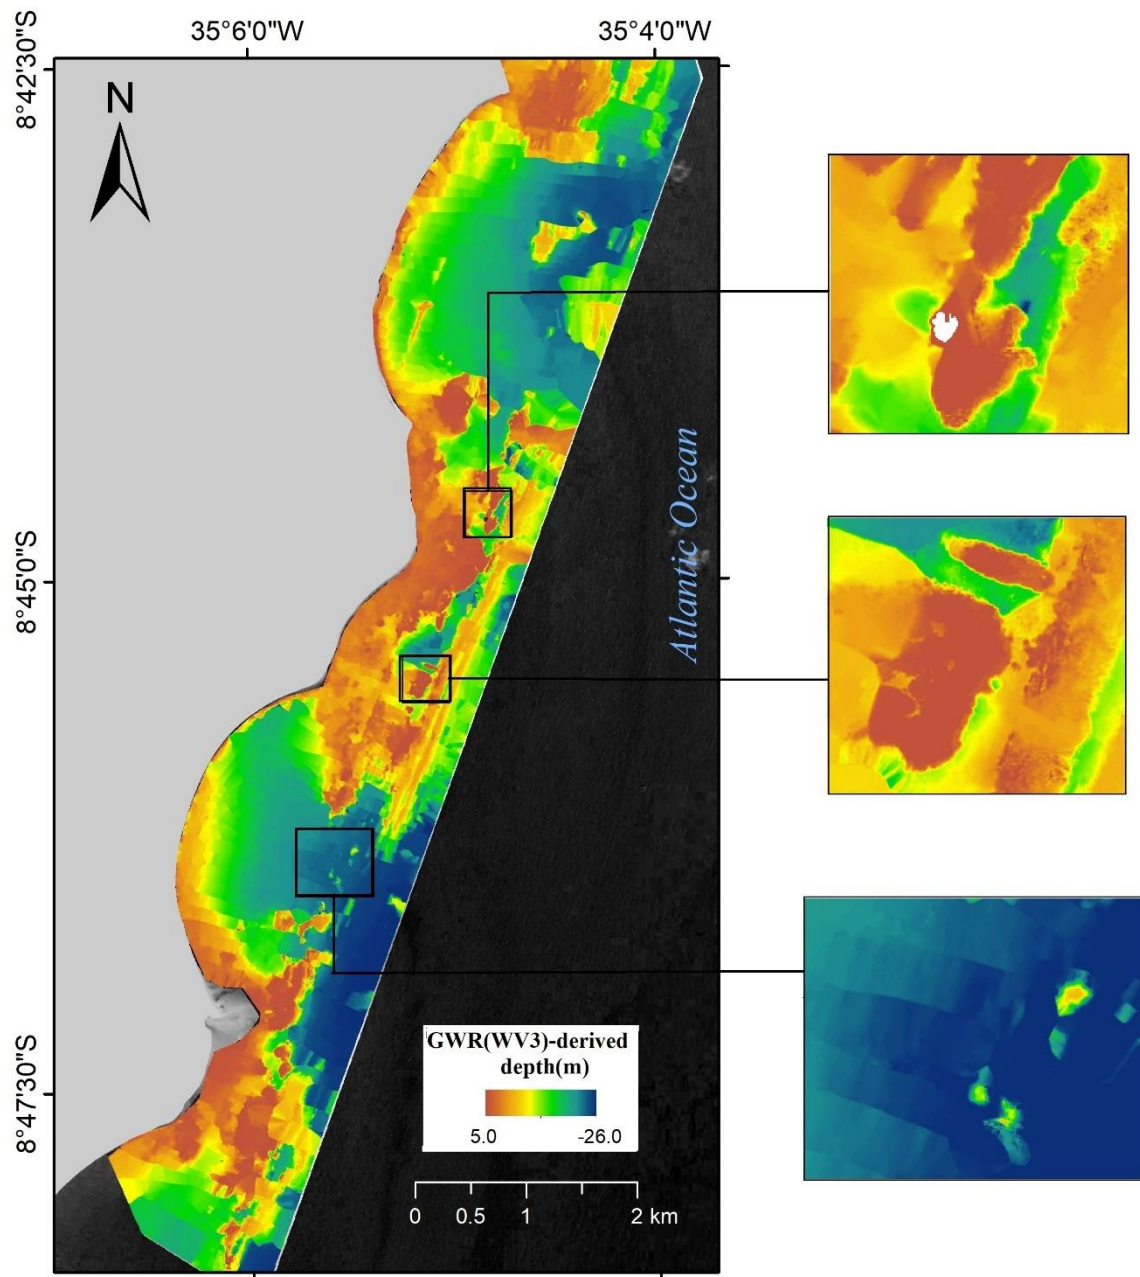 35°6'0"W
35°4'0"W
8°42'30"S
N
Atlantic Ocean
8°45'0"S
8°47'30"S
GWR(WV3)-derived
depth(m)
5.0
-26.0
0
0.5
1
2 km